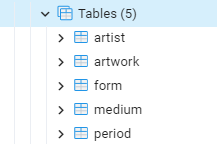 Tables (5)
artist
artwork
form
medium
period